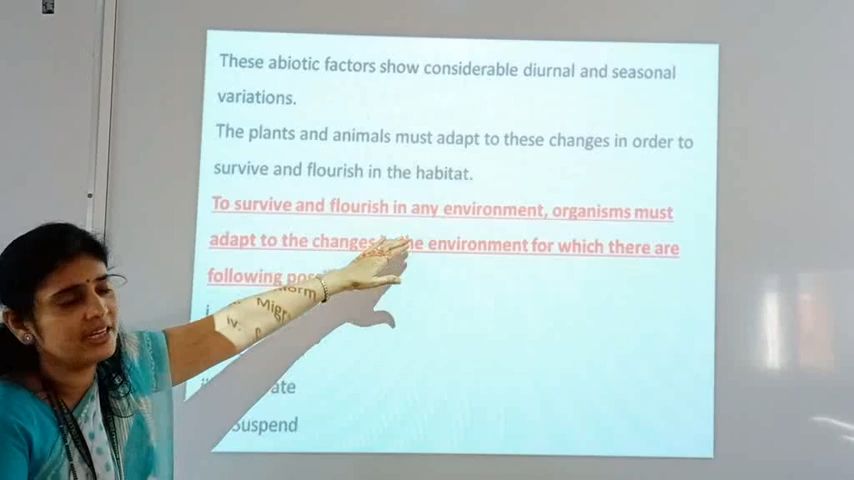 These abiotic factors show considerable diurnal and seasonal
variations.
The plants and animals must adapt to these changes in order to
survive and flourish in the habitat.
To survive and flourish in any environment, organisms must
adapt to the changes the environment for which there are
following
iv.
Suspend